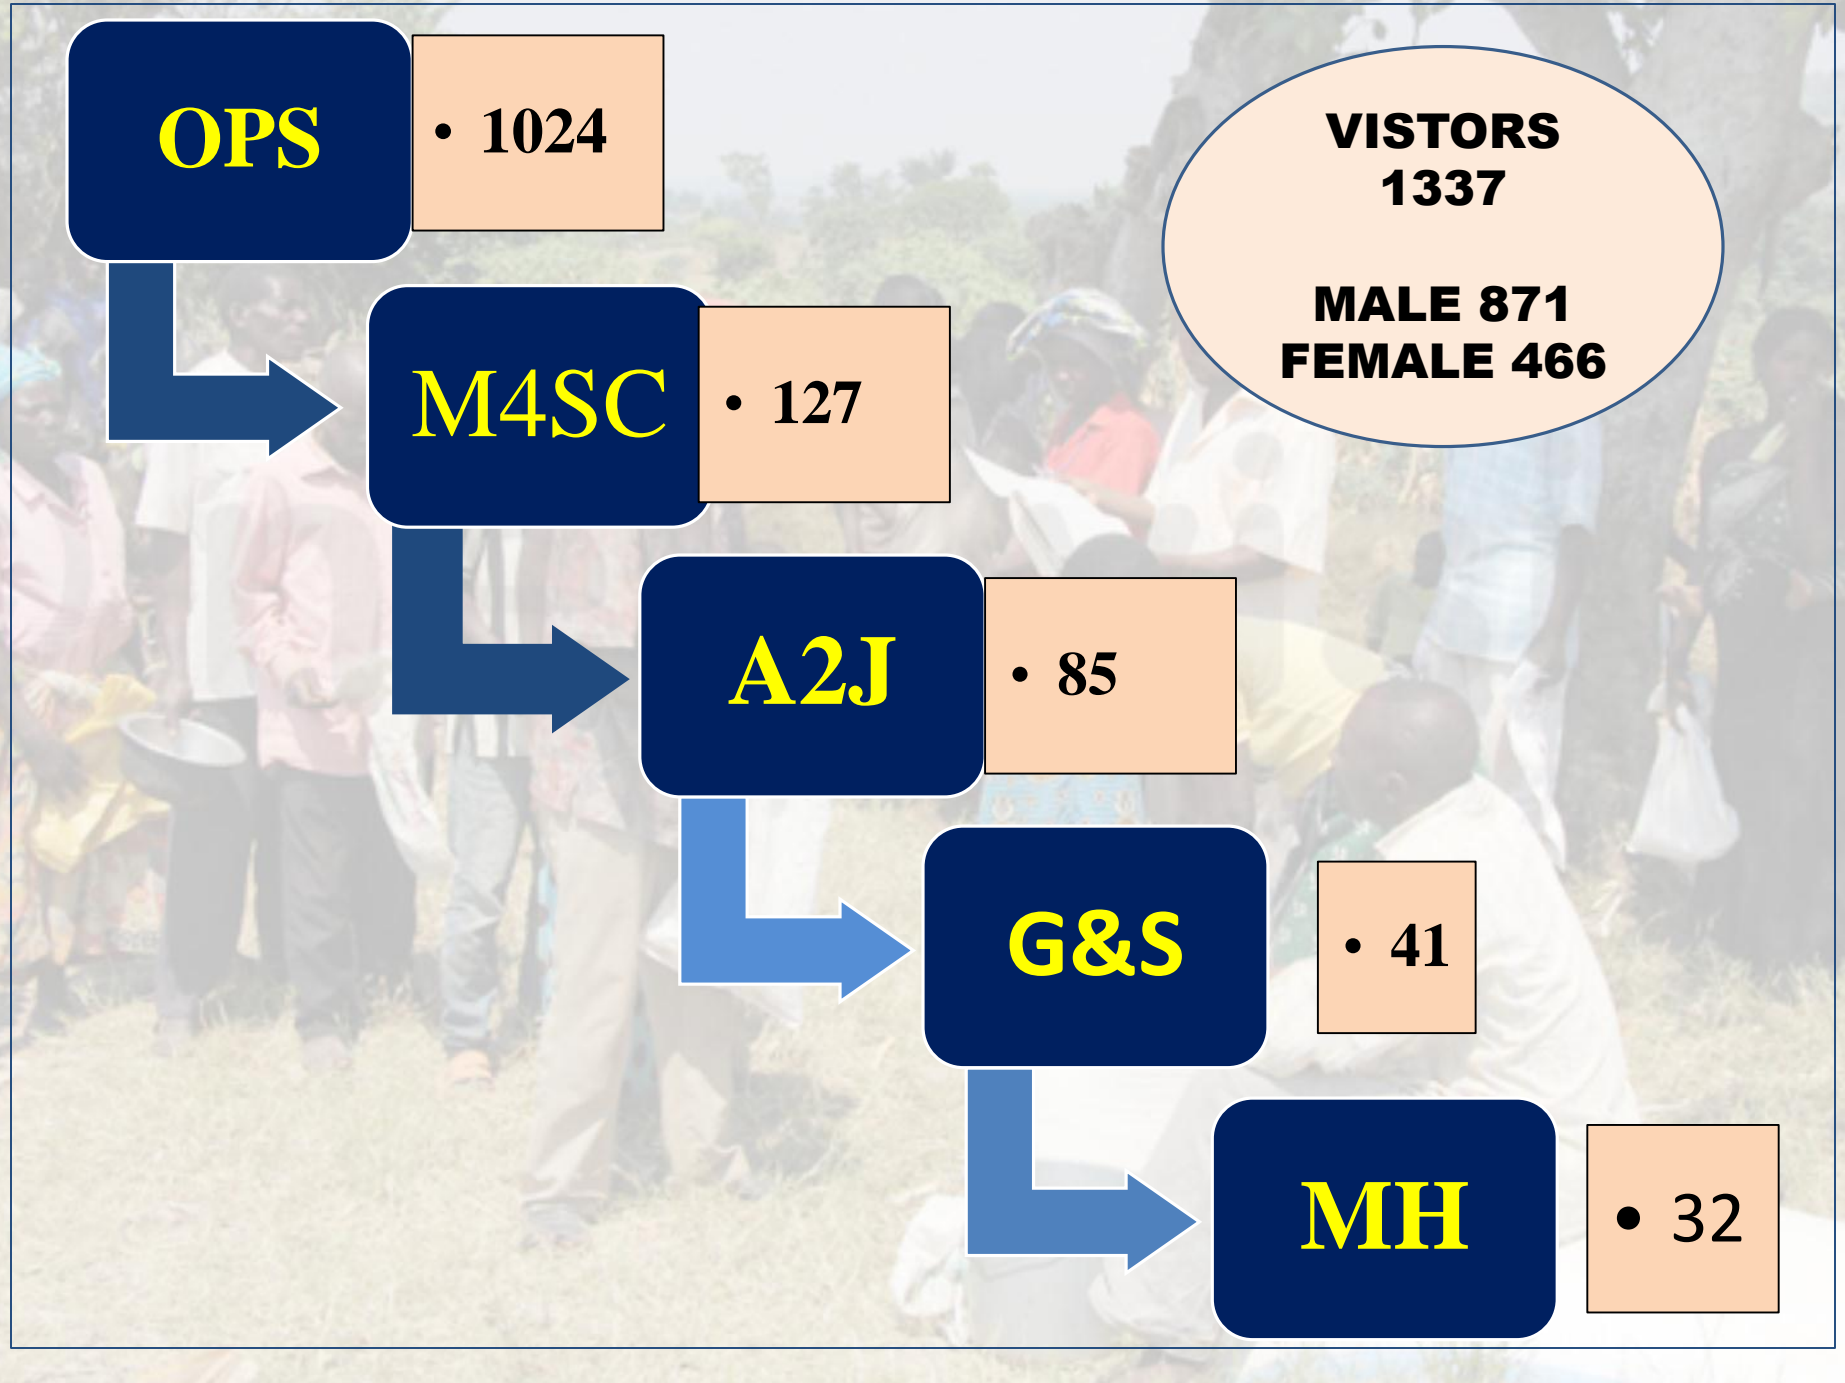 OPS
• 1024
VISTORS
1337
MALE 871
FEMALE 466
M4SC
• 127
A2J
• 85
G&S
• 41
MH
• 32